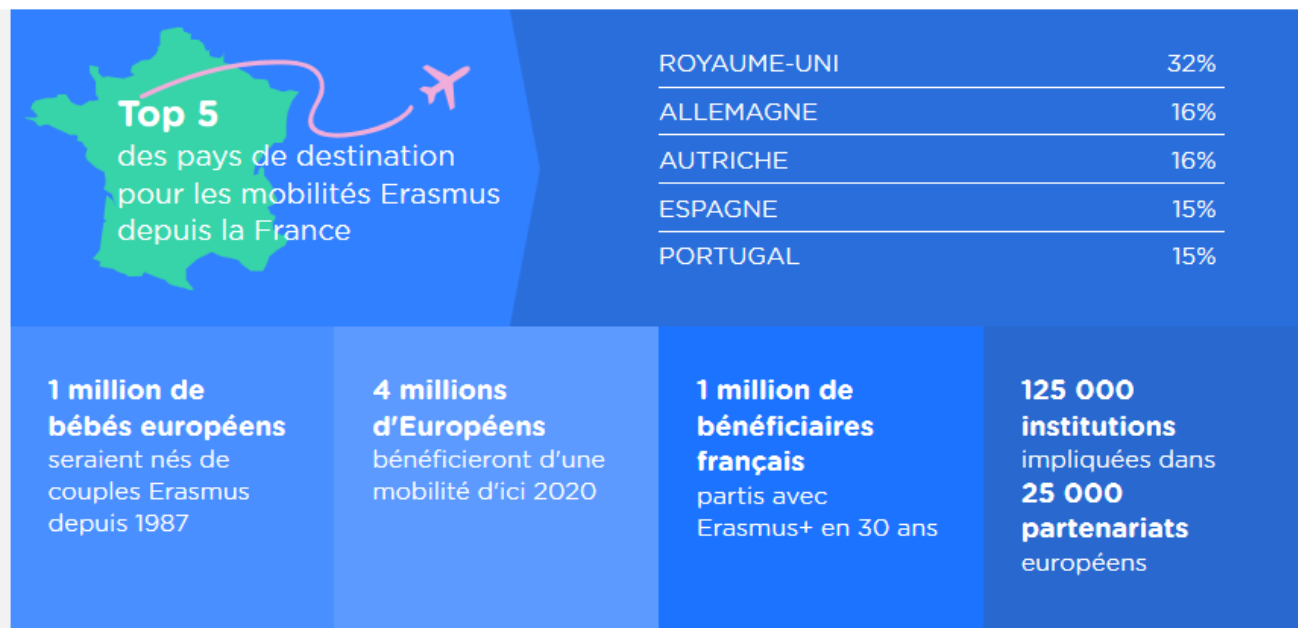 Top 5
des pays de destination
pour les mobilités Erasmus
depuis la France
ROYAUME-UNI 32%
ALLEMAGNE 16%
AUTRICHE 16%
ESPAGNE 15%
PORTUGAL 15%
1 million de
bébés européens
seraient nés de
couples Erasmus
depuis 1987
4 millions
d'Européens
bénéficieront d'une
mobilité d'ici 2020
1 million de
bénéficiaires
français
partis avec
Erasmus+ en 30 ans
125 000
institutions
impliquées dans
25 000
partenariats
européens